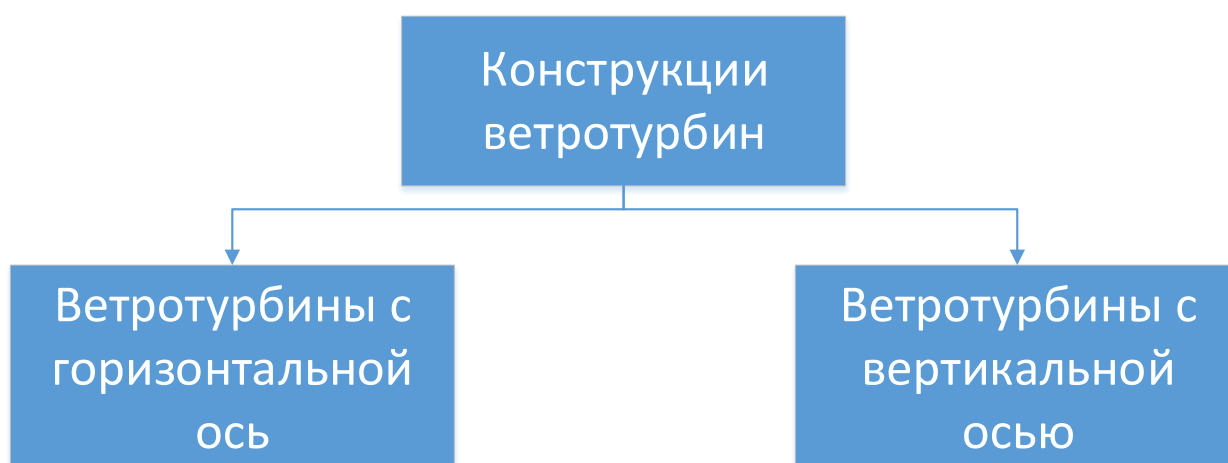 Конструкции
ветротурбин
Ветротурбины с
горизонтальной
ось
Ветротурбины с
вертикальной
осью